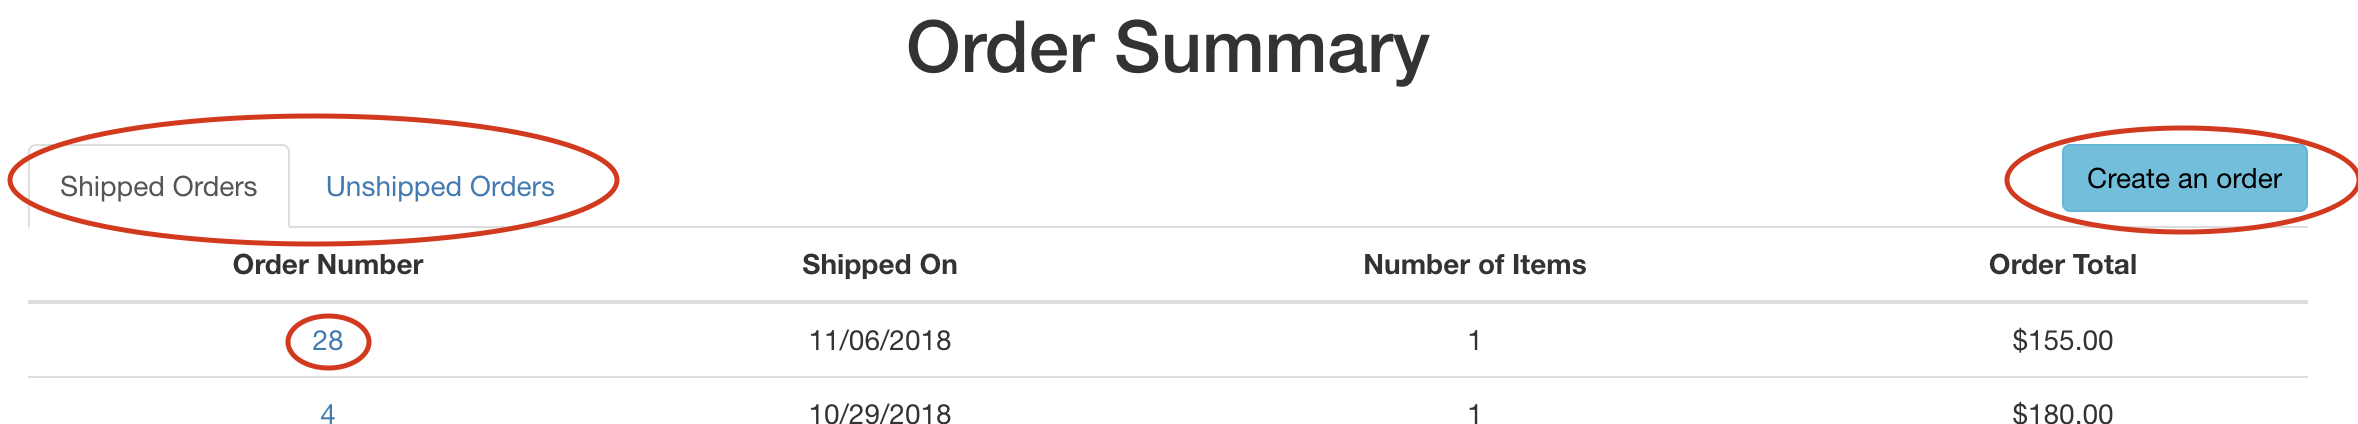 Order Summary
Shipped Orders Unshipped Orders Create an order
Order Number Shipped On Number of Items Order Total
28 11/06/2018 1 $155.00
4 10/29/2018 1 $180.00